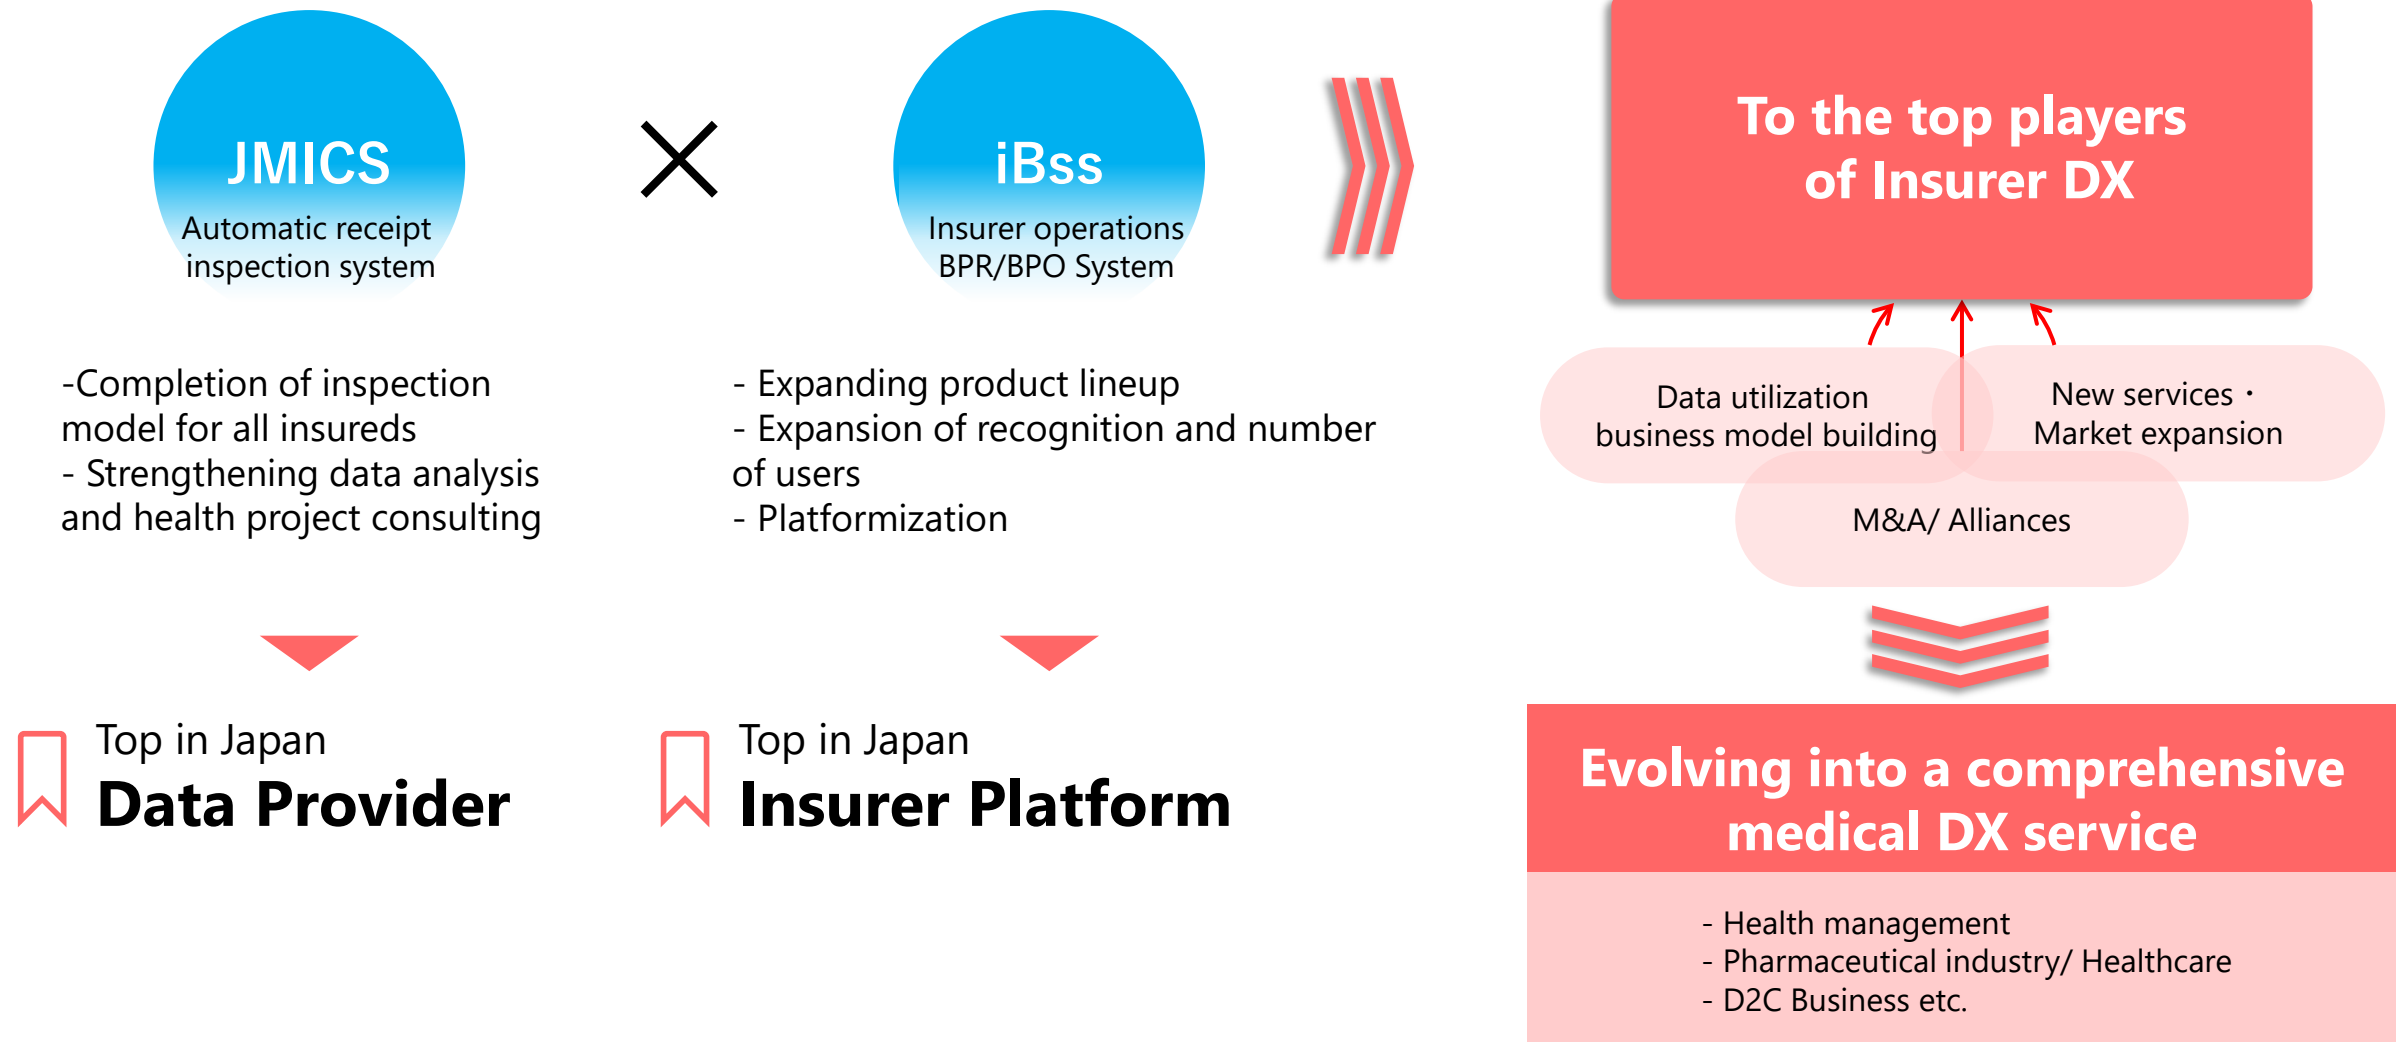 JMICS
Automatic receipt
inspection system
iBss
Insurer operations
BPR/BPO System
-Completion of inspection
model for all insureds
- Strengthening data analysis
and health project consulting
- Expanding product lineup
- Expansion of recognition and number
of users
- Platformization
Top in Japan
Data Provider
Top in Japan
Insurer Platform
To the top players
of Insurer DX
Data utilization
business model building
New services・
Market expansion
M&A/ Alliances
Evolving into a comprehensive
medical DX service
- Health management
- Pharmaceutical industry/ Healthcare
- D2C Business etc.